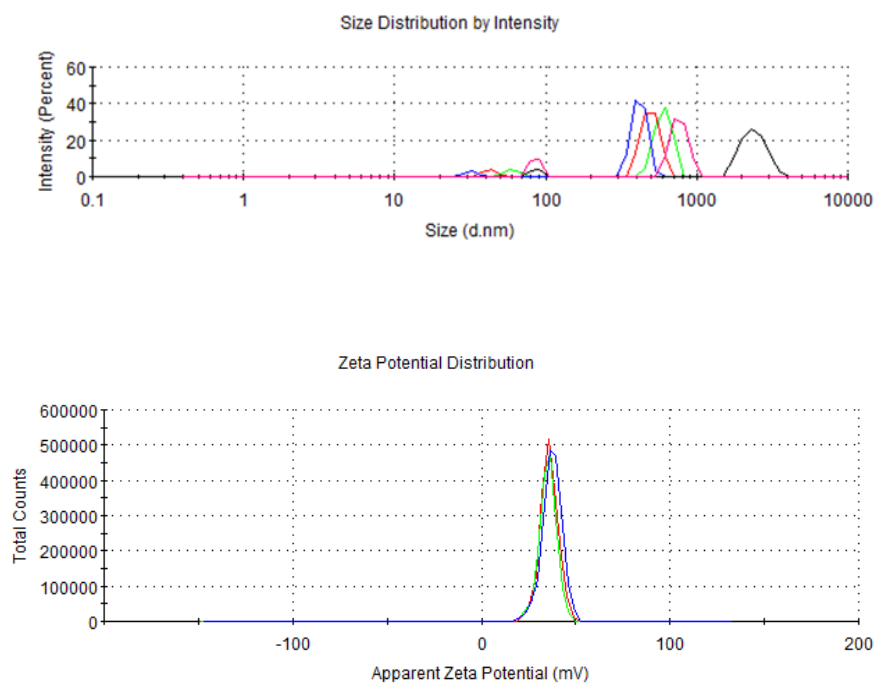 Size Distribution by Intensity
Intensity (Percent)
60
40
20
0
0.1 1 10 100 1000 10000
Size (d.nm)
Zeta Potential Distribution
Total Counts
600000
500000
400000
300000
200000
100000
0
-100 0 100 200
Apparent Zeta Potential (mV)